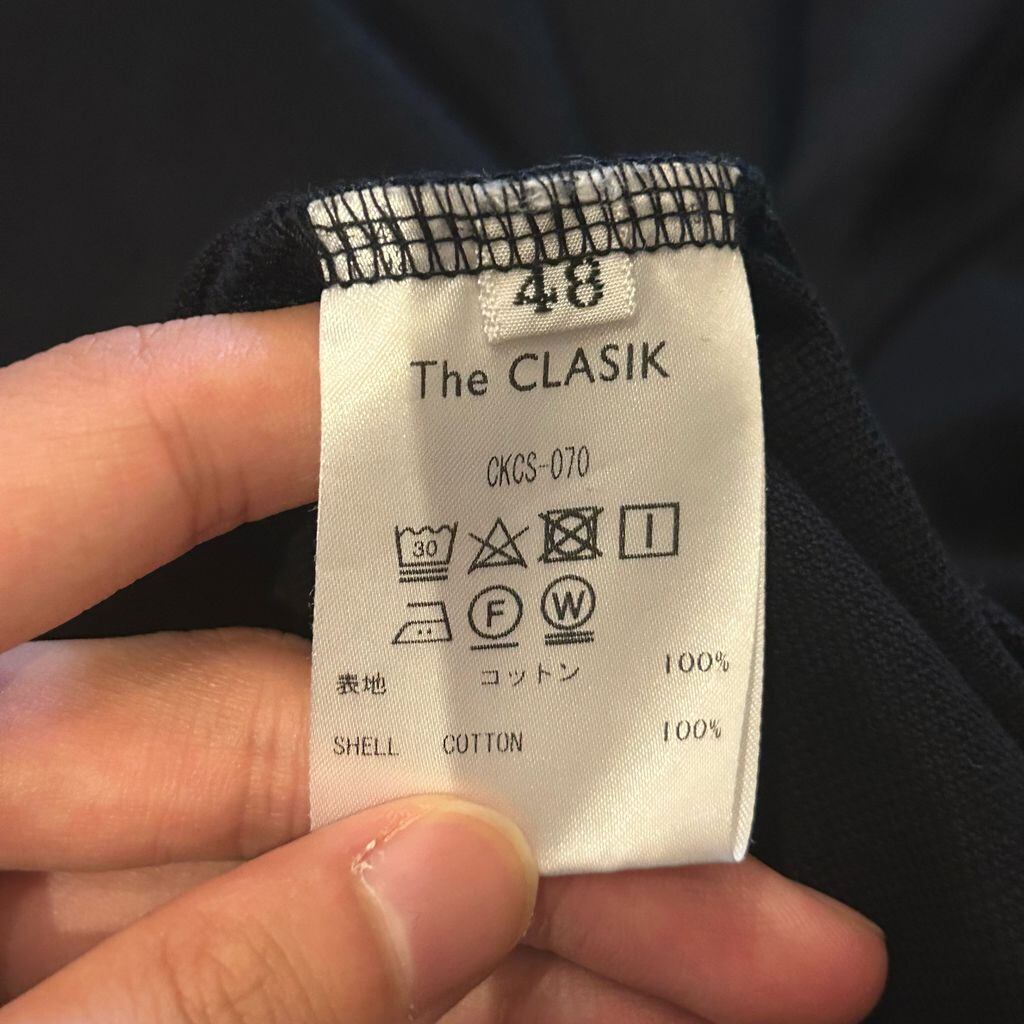 48
The CLASIK
CKCS-070
30
F W
表地 コットン 100%
SHELL COTTON 100%